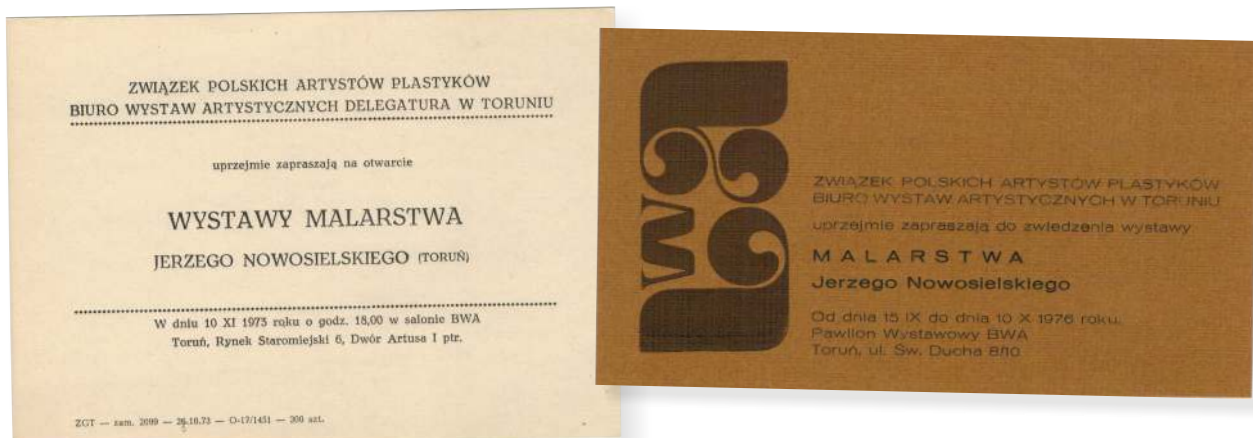 ZWIĄZEK POLSKICH ARTYSTÓW PLASTYKÓW
BIURO WYSTAW ARTYSTYCZNYCH DELEGATURA W TORUNIU
uprzejmie zapraszają na otwarcie
WYSTAWY MALARSTWA
JERZEGO NOWOSIELSKIEGO (TORUŃ)
W dniu 10 XI 1973 roku o godz. 18,00 w salonie BWA
Toruń, Rynek Staromiejski 6, Dwór Artusa I ptr.
ZGT — zam. 2099 — 26.10.73 — O-17/1451 — 300 szt.
bwa
ZWIĄZEK POLSKICH ARTYSTÓW PLASTYKÓW
BIURO WYSTAW ARTYSTYCZNYCH W TORUNIU
uprzejmie zapraszają do zwiedzenia wystawy
MALARSTWA
Jerzego Nowosielskiego
Od dnia 15 IX do dnia 10 X 1976 roku.
Pawilon Wystawowy BWA
Toruń, ul. Św. Ducha 8/10